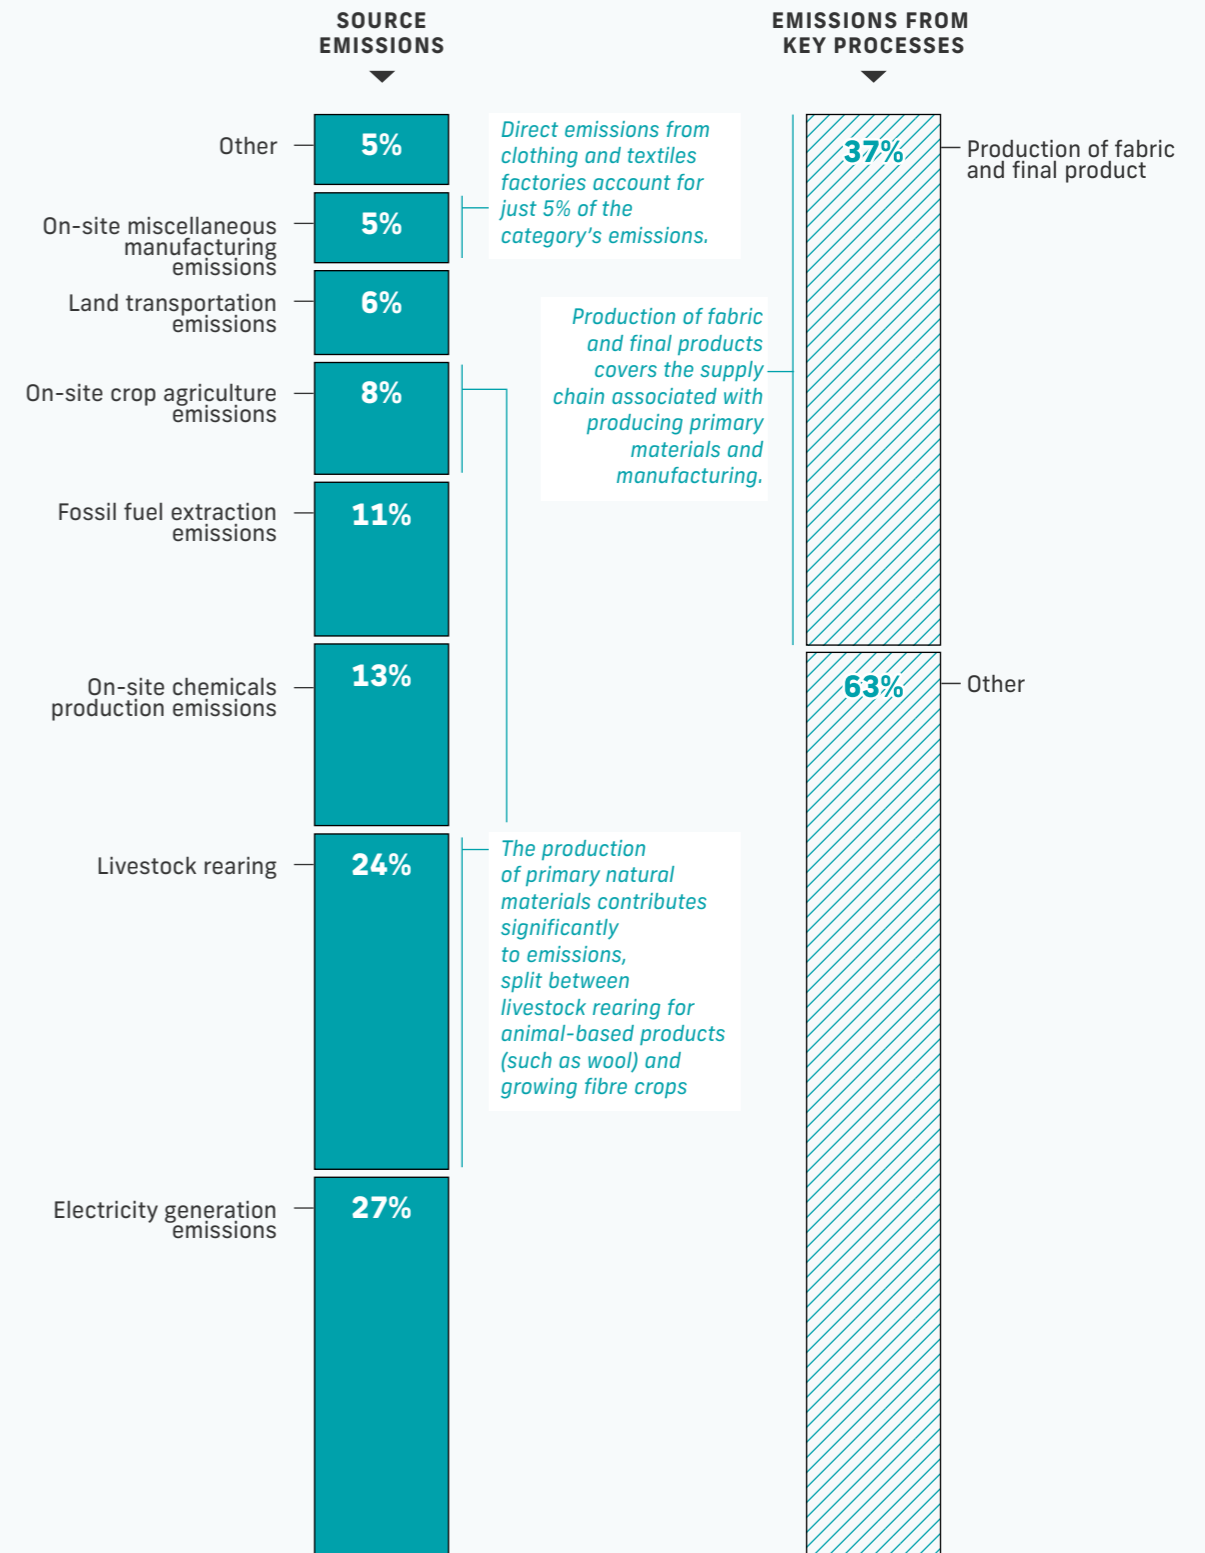 SOURCE
EMISSIONS
EMISSIONS FROM
KEY PROCESSES
Other
5%
Direct emissions from
clothing and textiles
factories account for
just 5% of the
category's emissions.
37%
Production of fabric
and final product
On-site miscellaneous
manufacturing
emissions
5%
Land transportation
emissions
6%
Production of fabric
and final products
covers the supply
chain associated with
producing primary
materials and
manufacturing.
On-site crop agriculture
emissions
8%
Fossil fuel extraction
emissions
11%
On-site chemicals
production emissions
13%
63%
Other
Livestock rearing
24%
The production
of primary natural
materials contributes
significantly
to emissions,
split between
livestock rearing for
animal-based products
(such as wool) and
growing fibre crops
Electricity generation
emissions
27%